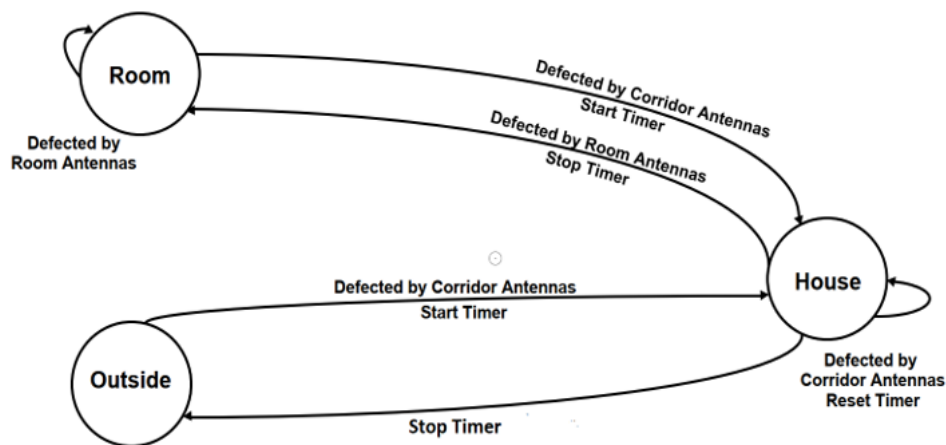 Room
Defected by
Room Antennas
Defected by Corridor Antennas
Start Timer
Defected by Room Antennas
Stop Timer
Defected by Corridor Antennas
Start Timer
House
Defected by
Corridor Antennas
Reset Timer
Outside
Stop Timer